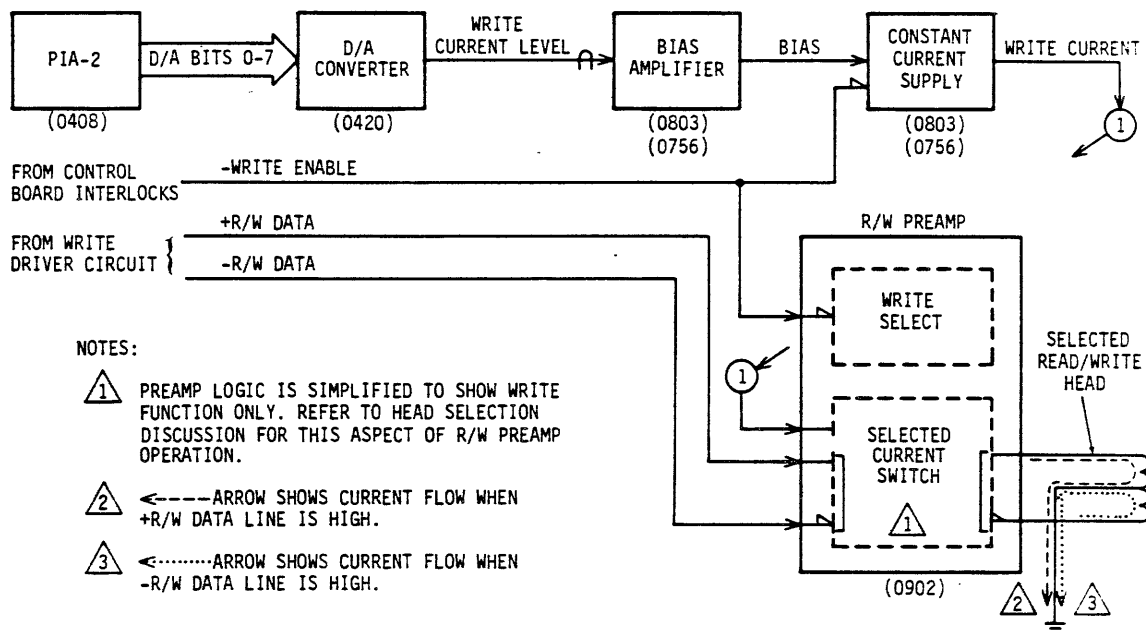 PIA-2
D/A BITS 0-7
D/A
CONVERTER
WRITE
CURRENT LEVEL
BIAS
AMPLIFIER
BIAS
CONSTANT
CURRENT
SUPPLY
WRITE CURRENT
(0408)
(0420)
(0803)
(0756)
(0803)
(0756)
1
FROM CONTROL
BOARD INTERLOCKS
-WRITE ENABLE
FROM WRITE
DRIVER CIRCUIT {
+R/W DATA
-R/W DATA
R/W PREAMP
WRITE
SELECT
1
SELECTED
CURRENT
SWITCH
1
(0902)
SELECTED
READ/WRITE
HEAD
2
3
NOTES:
1 PREAMP LOGIC IS SIMPLIFIED TO SHOW WRITE
FUNCTION ONLY. REFER TO HEAD SELECTION
DISCUSSION FOR THIS ASPECT OF R/W PREAMP
OPERATION.
2 ARROW SHOWS CURRENT FLOW WHEN
+R/W DATA LINE IS HIGH.
3 ARROW SHOWS CURRENT FLOW WHEN
-R/W DATA LINE IS HIGH.